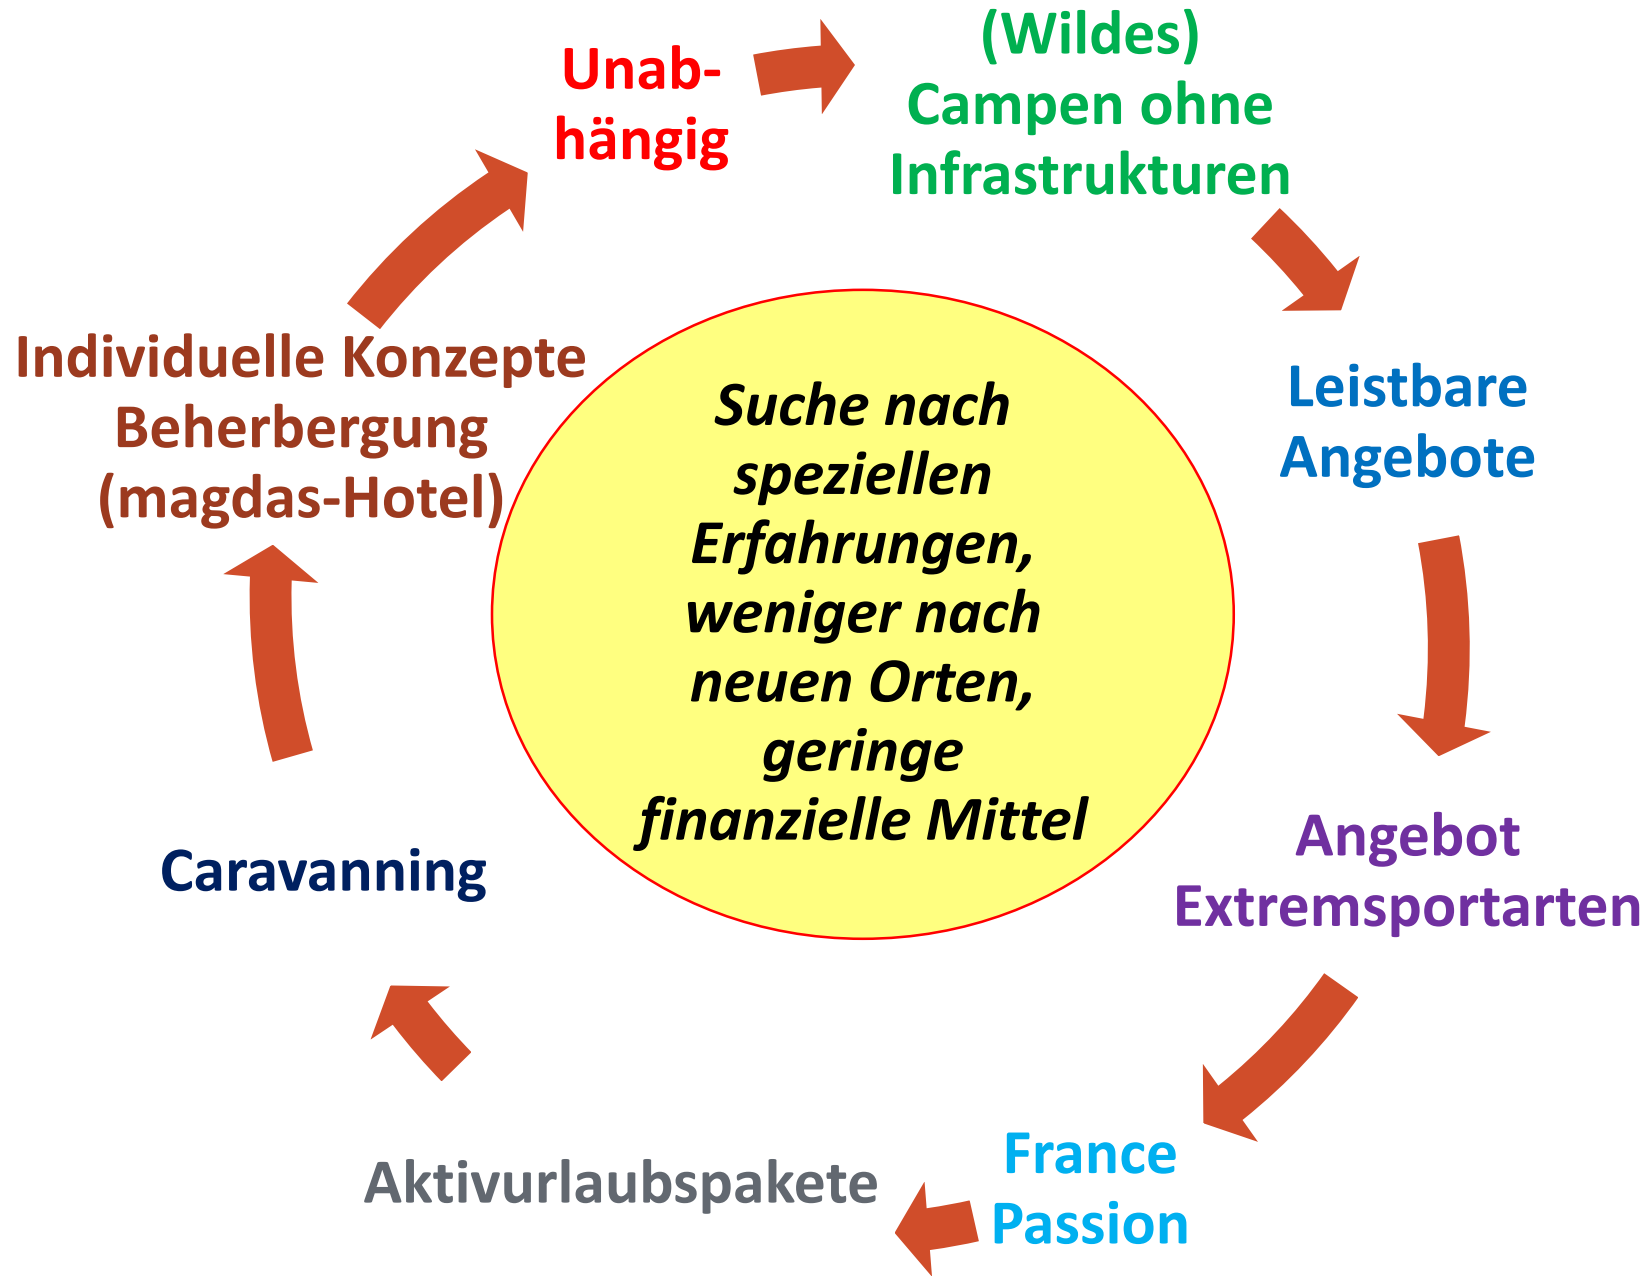 Unab-
hängig
(Wildes)
Campen ohne
Infrastrukturen
Leistbare
Angebote
Angebot
Extremsportarten
France
Passion
Aktivurlaubspakete
Caravanning
Individuelle Konzepte
Beherbergung
(magdas-Hotel)
Suche nach
speziellen
Erfahrungen,
weniger nach
neuen Orten,
geringe
finanzielle Mittel